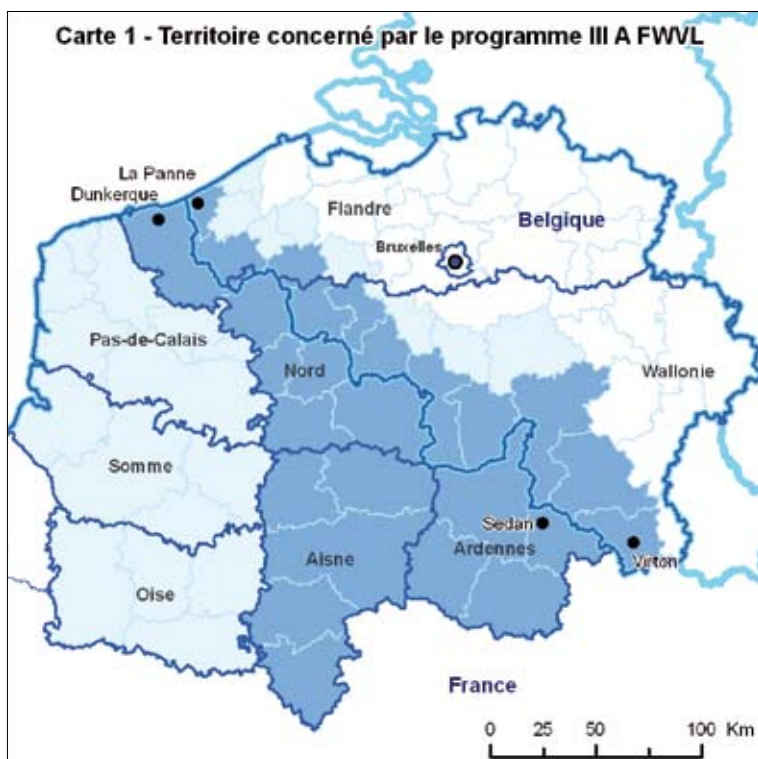 Carte 1 - Territoire concerné par le programme III A FWVL
La Panne
Dunkerque
Flandre
Belgique
Bruxelles
Pas-de-Calais
Nord
Wallonie
Somme
Sedan
Ardennes
Virton
Aisne
Oise
France
0 25 50 100 Km